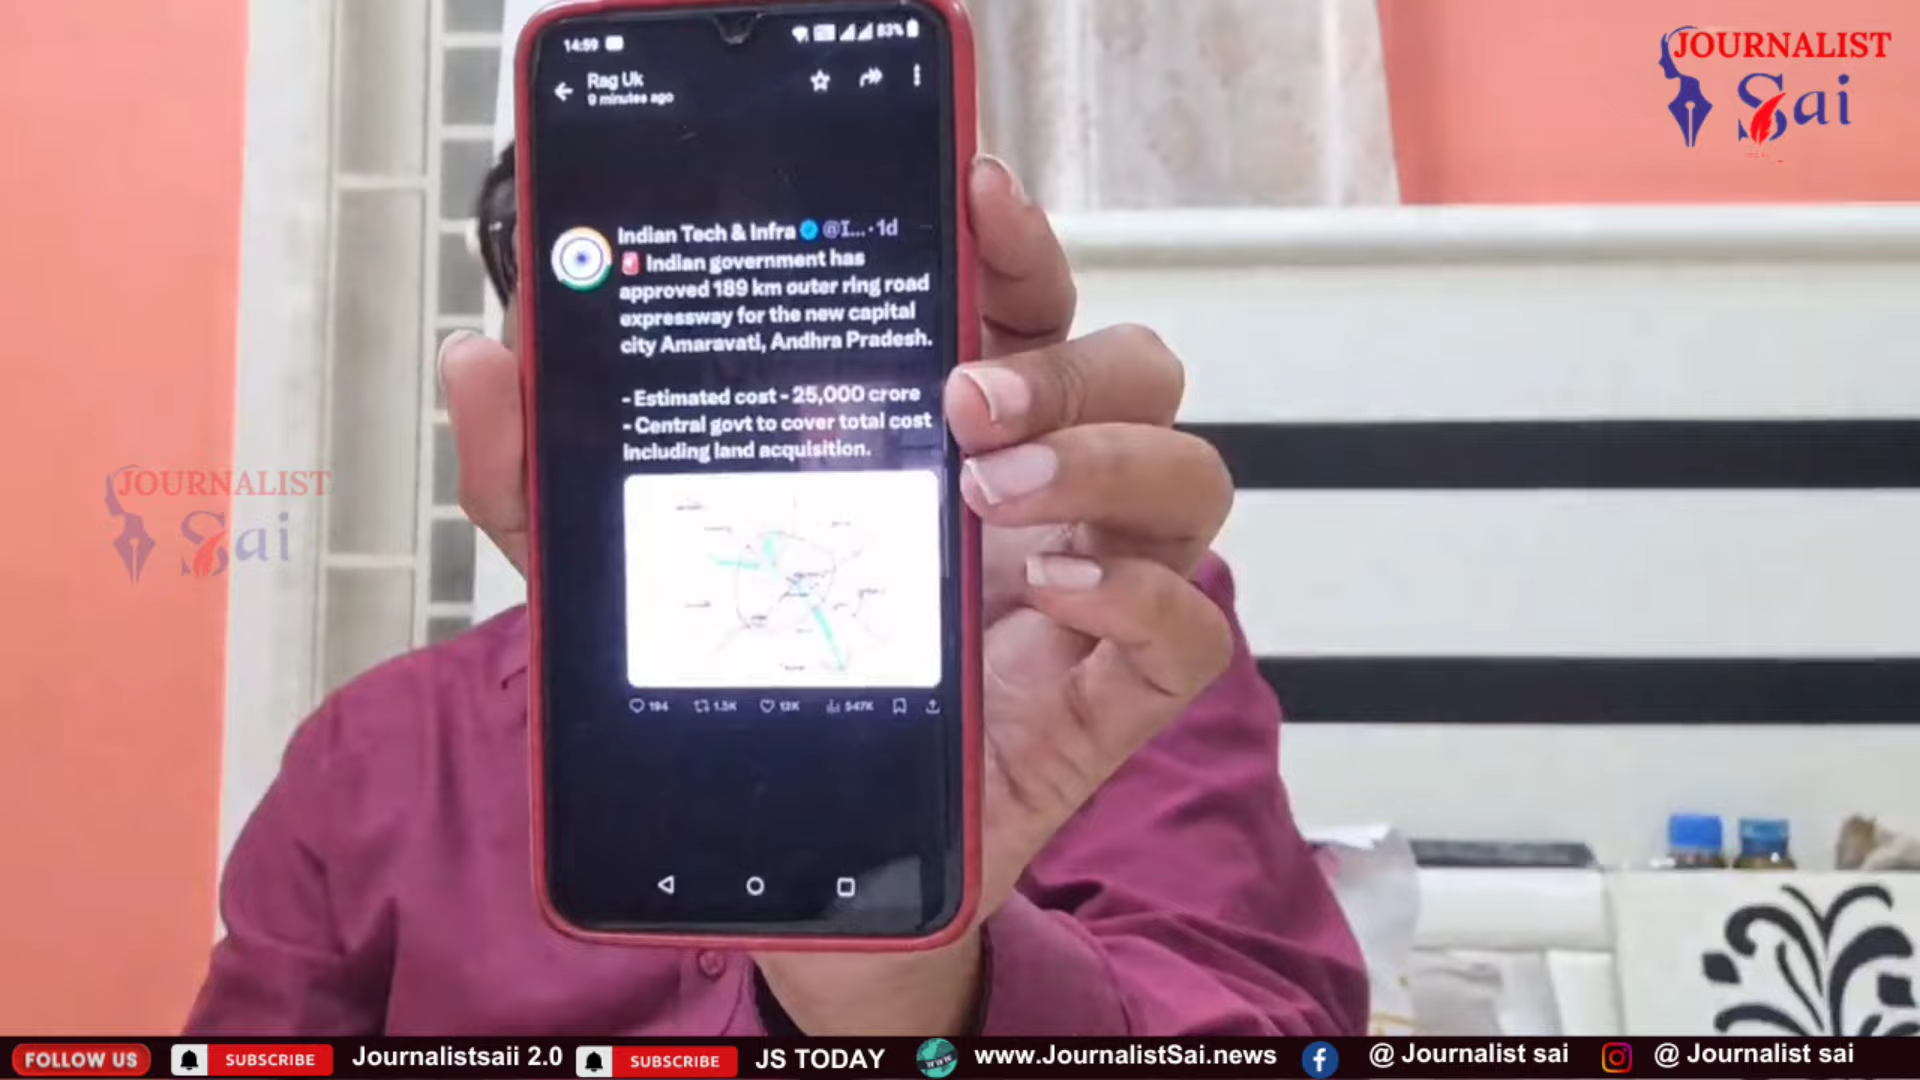 14:59
83%
Rag Uk
9 minutes ago
JOURNALIST
Sai
Indian Tech & Infra @I... · 1d
🚨 Indian government has
approved 189 km outer ring road
expressway for the new capital
city Amaravati, Andhra Pradesh.
- Estimated cost - 25,000 crore
- Central govt to cover total cost
including land acquisition.
194 1.5K 13K 547K
JOURNALIST
Sai
FOLLOW US
SUBSCRIBE
Journalistsaii 2.0
SUBSCRIBE
JS TODAY
www.JournalistSai.news
@ Journalist sai
@ Journalist sai